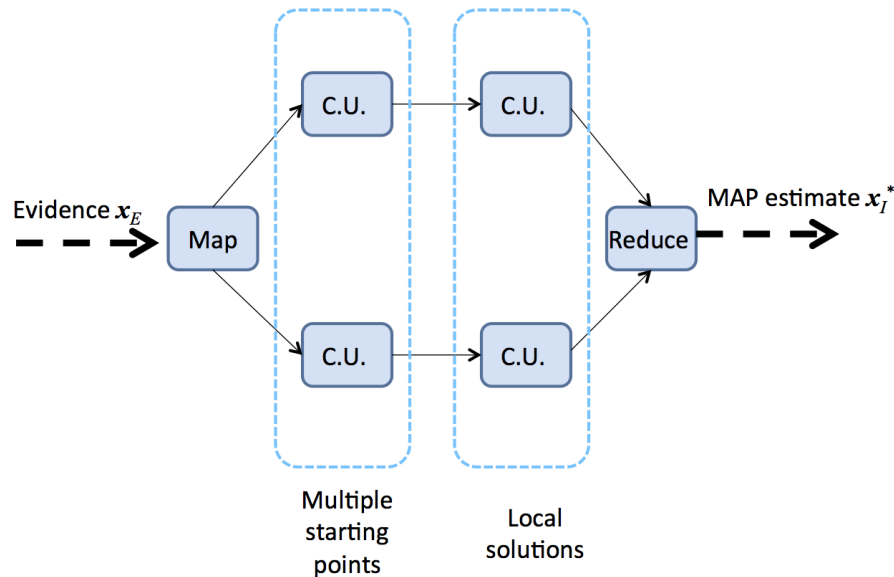 Evidence x_E
Map
C.U.
C.U.
C.U.
C.U.
Reduce
MAP estimate x_I^*
Multiple
starting
points
Local
solutions